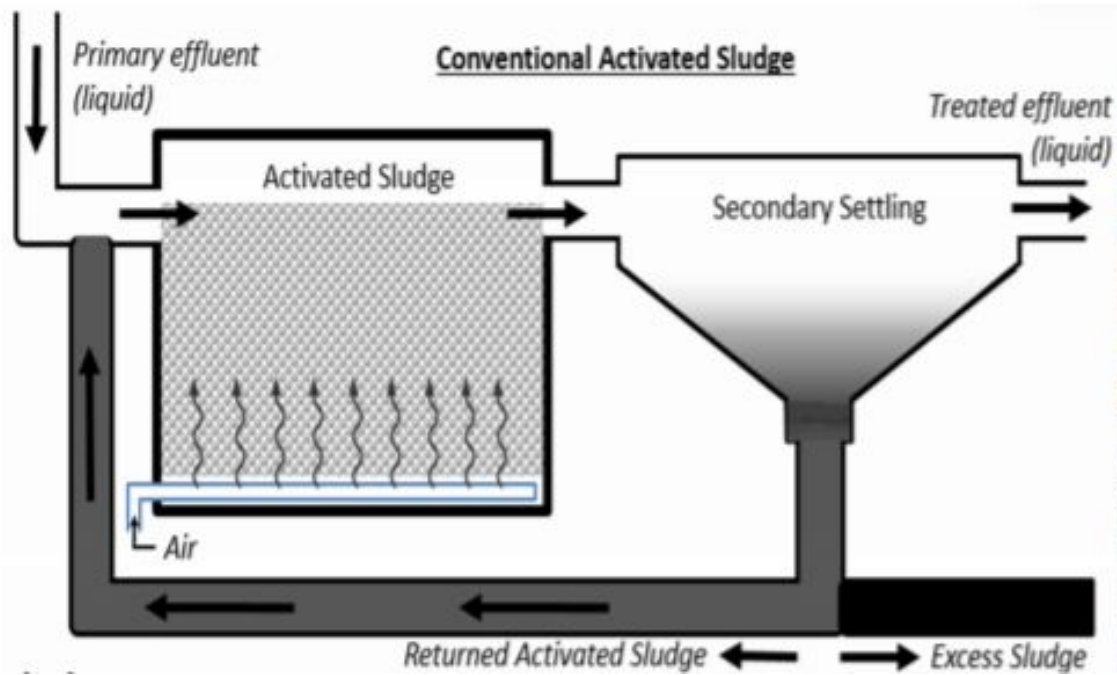 Primary effluent
(liquid)
Conventional Activated Sludge
Treated effluent
(liquid)
Activated Sludge
Secondary Settling
Air
Returned Activated Sludge
Excess Sludge